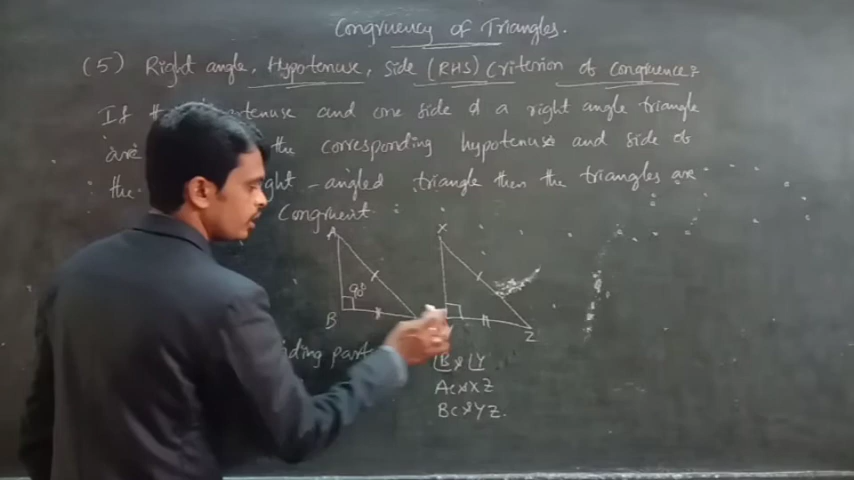 Congruency of Triangles.
(5) Right angle, Hypotenuse, side (RHS) Criterion of congruence:
If the hypotenuse and one side of a right angle triangle
are the corresponding hypotenuse and side of
the right-angled triangle then the triangles are
Congruent.
A X
90°
B Z
ding part
∠B & ∠Y
AC & XZ
BC & YZ.